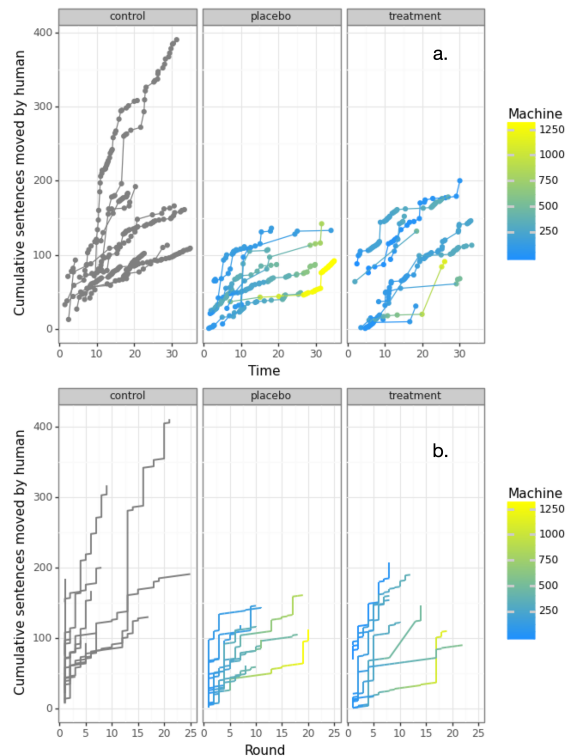 control placebo treatment
a.
400
300
200
100
0
Cumulative sentences moved by human
0 10 20 30 0 10 20 30 0 10 20 30
Time
Machine
1250
1000
750
500
250
control placebo treatment
b.
400
300
200
100
0
Cumulative sentences moved by human
0 5 10 15 20 25 0 5 10 15 20 25 0 5 10 15 20 25
Round
Machine
1250
1000
750
500
250